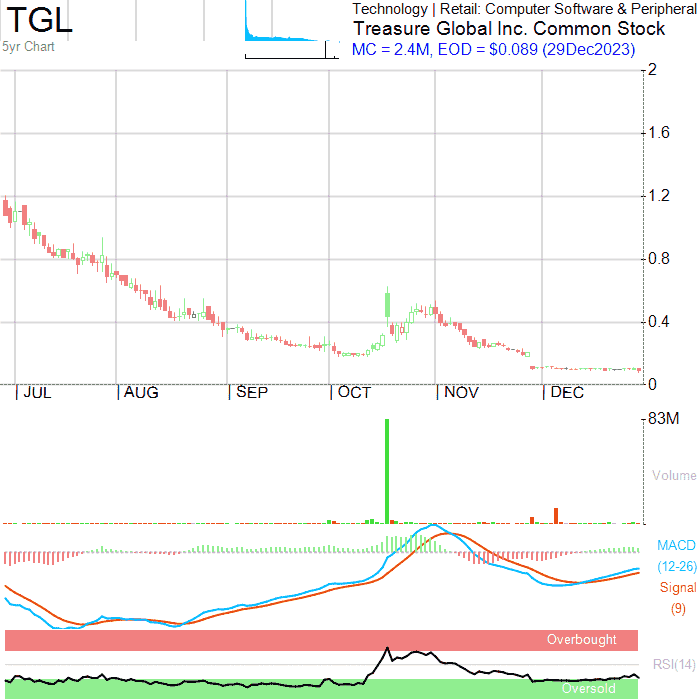 TGL
5yr Chart
Technology | Retail: Computer Software & Peripheral
Treasure Global Inc. Common Stock
MC = 2.4M, EOD = $0.089 (29Dec2023)
2
1.6
1.2
0.8
0.4
0
JUL AUG SEP OCT NOV DEC
83M
Volume
MACD
(12-26)
Signal
(9)
Overbought
RSI(14)
Oversold